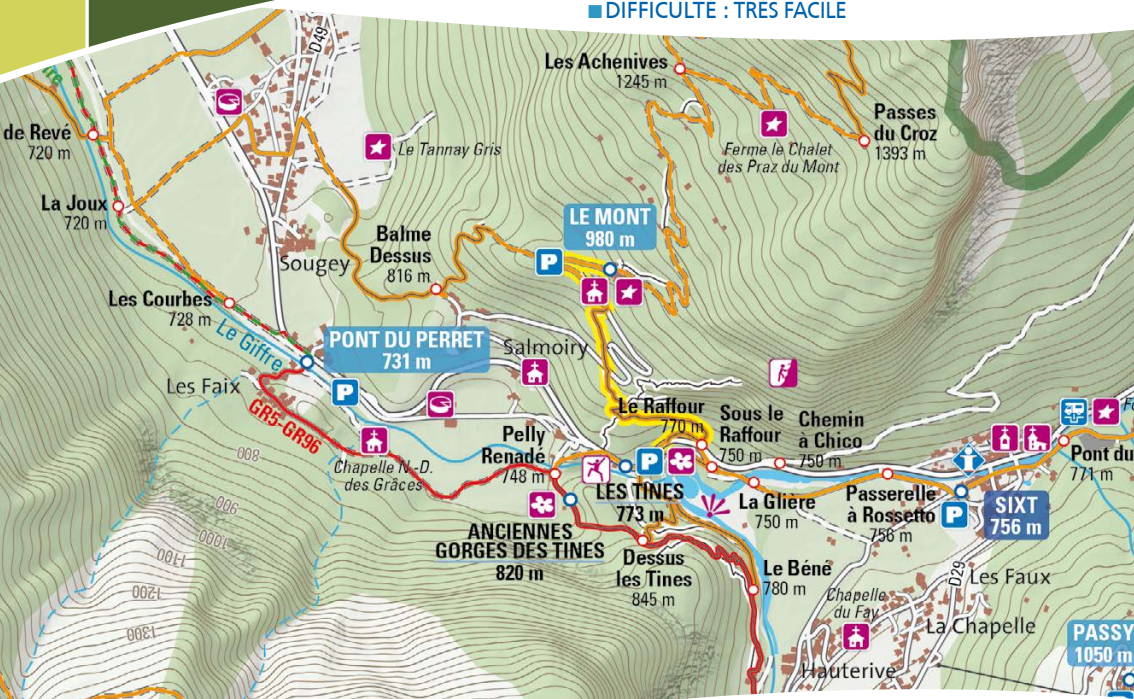 ■ DIFFICULTE : TRES FACILE
D49
Les Achenives
1245 m
Passes
du Croz
1393 m
Ferme le Chalet
des Praz du Mont
de Revé
720 m
Le Tannay Gris
La Joux
720 m
LE MONT
980 m
Balme
Dessus
816 m
Sougey
Les Courbes
728 m
Le Giffre
PONT DU PERRET
731 m
Salmoiry
Les Faix
GR5-GR96
Le Raffour
770 m
Sous le
Raffour
750 m
Chemin
à Chico
750 m
Pelly
Renadé
748 m
Chapelle N.-D.
des Grâces
800
900
1000
1100
1200
1300
LES TINES
773 m
La Glière
750 m
Passerelle
à Rossetto
756 m
Pont du
771 m
SIXT
756 m
ANCIENNES
GORGES DES TINES
820 m
Dessus
les Tines
845 m
Le Béné
780 m
Chapelle
du Fay
D29
Les Faux
La Chapelle
Hauterive
PASSY
1050 m
P
P
P
P